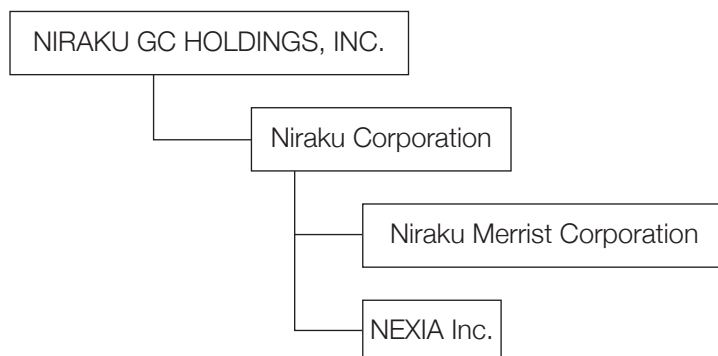 NIRAKU GC HOLDINGS, INC.
Niraku Corporation
Niraku Merrist Corporation
NEXIA Inc.